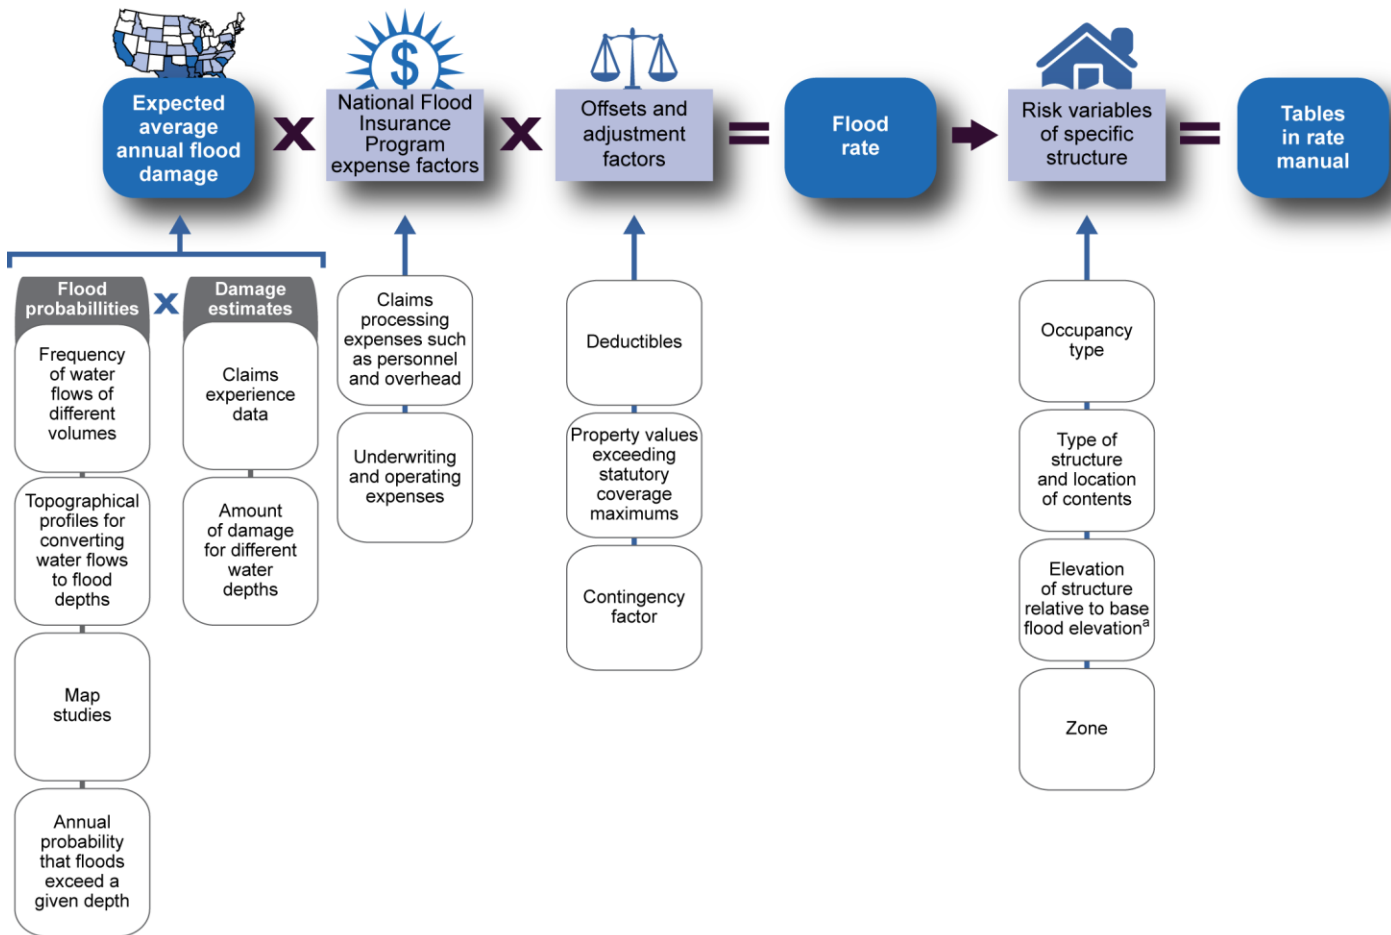 Expected
average
annual flood
damage
X
$
National Flood
Insurance
Program
expense factors
X
Offsets and
adjustment
factors
=
Flood
rate
Risk variables
of specific
structure
=
Tables
in rate
manual
Flood
probabillities
X
Damage
estimates
Frequency
of water
flows of
different
volumes
Topographical
profiles for
converting
water flows
to flood
depths
Map
studies
Annual
probability
that floods
exceed a
given depth
Claims
experience
data
Amount
of damage
for different
water
depths
Claims
processing
expenses such
as personnel
and overhead
Underwriting
and operating
expenses
Deductibles
Property values
exceeding
statutory
coverage
maximums
Contingency
factor
Occupancy
type
Type of
structure
and location
of contents
Elevation
of structure
relative to base
flood elevationᵃ
Zone